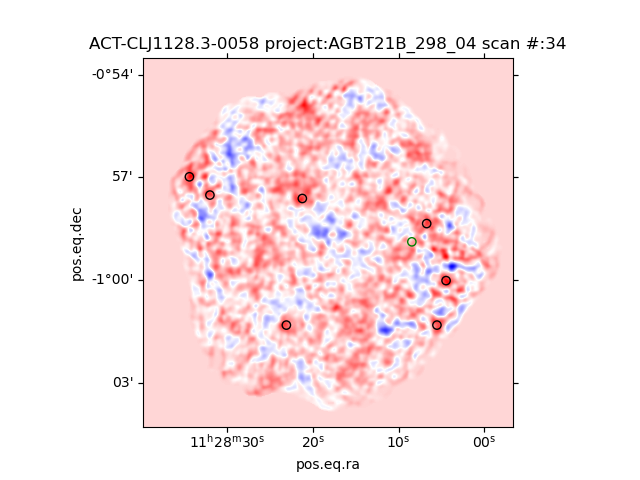 ACT-CLJ1128.3-0058 project:AGBT21B_298_04 scan #:34
-0°54'
57'
-1°00'
03'
pos.eq.dec
11h28m30s 20s 10s 00s
pos.eq.ra